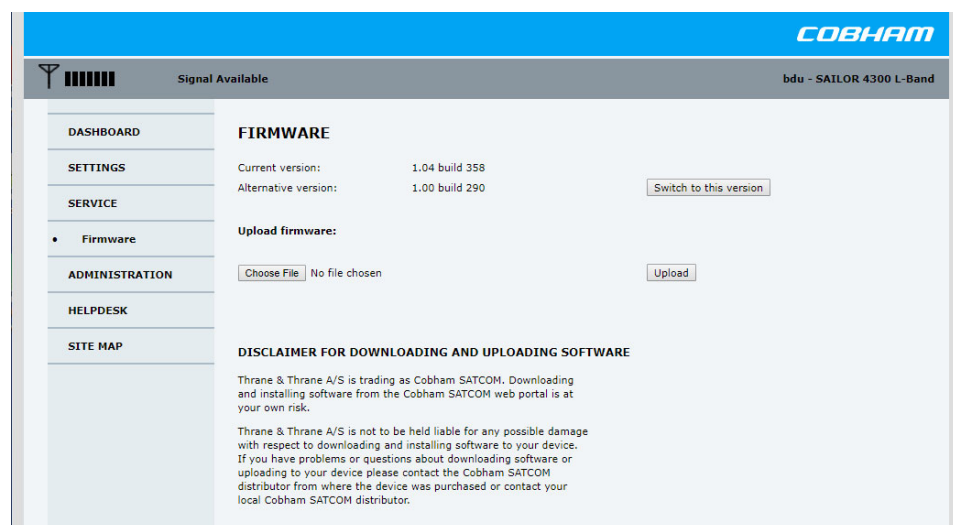 COBHAM
Signal Available
bdu - SAILOR 4300 L-Band
DASHBOARD
SETTINGS
SERVICE
• Firmware
ADMINISTRATION
HELPDESK
SITE MAP
FIRMWARE
Current version: 1.04 build 358
Alternative version: 1.00 build 290 Switch to this version
Upload firmware:
Choose File No file chosen Upload
DISCLAIMER FOR DOWNLOADING AND UPLOADING SOFTWARE
Thrane & Thrane A/S is trading as Cobham SATCOM. Downloading
and installing software from the Cobham SATCOM web portal is at
your own risk.
Thrane & Thrane A/S is not to be held liable for any possible damage
with respect to downloading and installing software to your device.
If you have problems or questions about downloading software or
uploading to your device please contact the Cobham SATCOM
distributor from where the device was purchased or contact your
local Cobham SATCOM distributor.